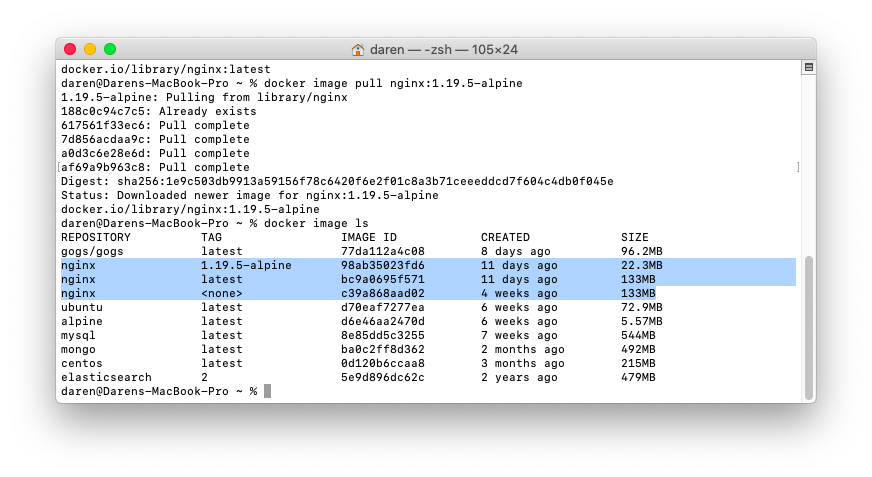 daren — -zsh — 105×24
docker.io/library/nginx:latest
daren@Darens-MacBook-Pro ~ % docker image pull nginx:1.19.5-alpine
1.19.5-alpine: Pulling from library/nginx
188c0c94c7c5: Already exists
617561f33ec6: Pull complete
7d856acdaa9c: Pull complete
a0d3c6e28e6d: Pull complete
[af69a9b963c8: Pull complete ]
Digest: sha256:1e9c503db9913a59156f78c6420f6e2f01c8a3b71ceeeddcd7f604c4db0f045e
Status: Downloaded newer image for nginx:1.19.5-alpine
docker.io/library/nginx:1.19.5-alpine
daren@Darens-MacBook-Pro ~ % docker image ls
REPOSITORY TAG IMAGE ID CREATED SIZE
gogs/gogs latest 77da112a4c08 8 days ago 96.2MB
nginx 1.19.5-alpine 98ab35023fd6 11 days ago 22.3MB
nginx latest bc9a0695f571 11 days ago 133MB
nginx <none> c39a868aad02 4 weeks ago 133MB
ubuntu latest d70eaf7277ea 6 weeks ago 72.9MB
alpine latest d6e46aa2470d 6 weeks ago 5.57MB
mysql latest 8e85dd5c3255 7 weeks ago 544MB
mongo latest ba0c2ff8d362 2 months ago 492MB
centos latest 0d120b6ccaa8 3 months ago 215MB
elasticsearch 2 5e9d896dc62c 2 years ago 479MB
daren@Darens-MacBook-Pro ~ %